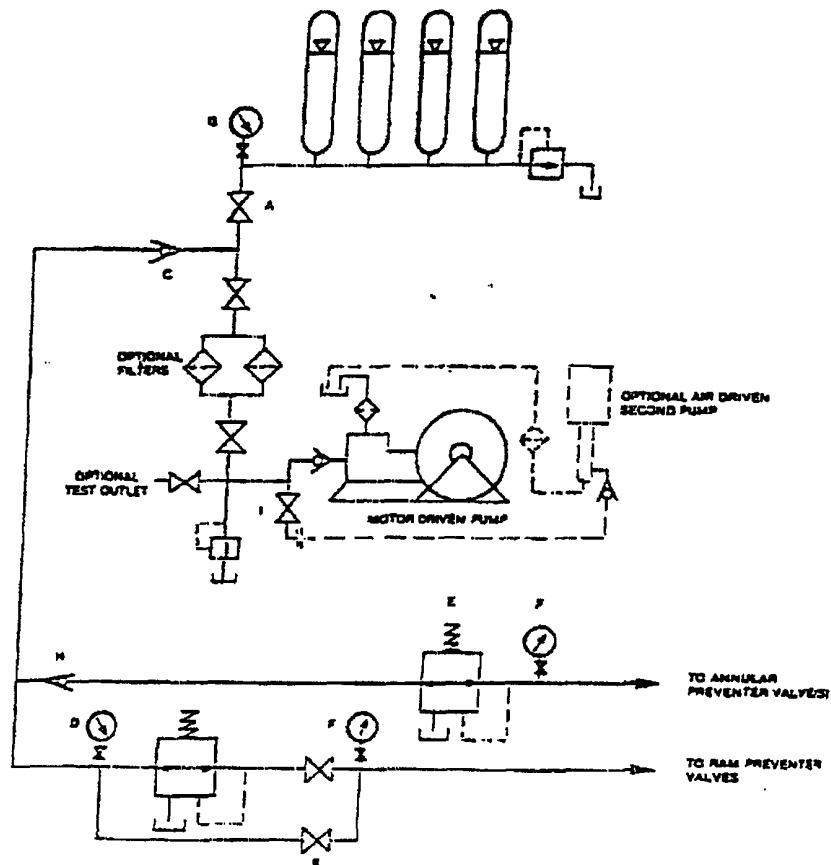 A
C
OPTIONAL
FILTERS
OPTIONAL AIR DRIVEN
SECOND PUMP
OPTIONAL
TEST OUTLET
I
MOTOR DRIVEN PUMP
E
F
H
TO ANNULAR
PREVENTER VALVE(S)
D
F
TO RAM PREVENTER
VALVES